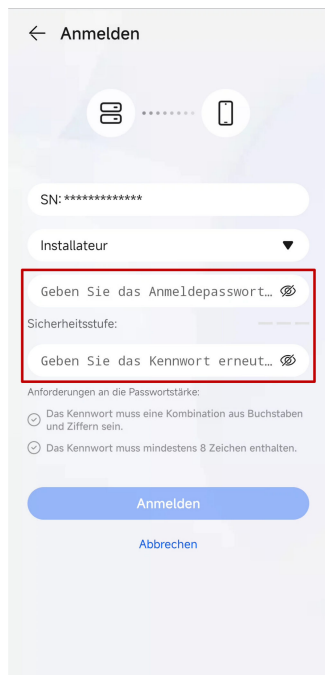 Anmelden
SN: *************
Installateur
Geben Sie das Anmeldepasswort…
Sicherheitsstufe:
Geben Sie das Kennwort erneut…
Anforderungen an die Passwortstärke:
Das Kennwort muss eine Kombination aus Buchstaben
und Ziffern sein.
Das Kennwort muss mindestens 8 Zeichen enthalten.
Anmelden
Abbrechen